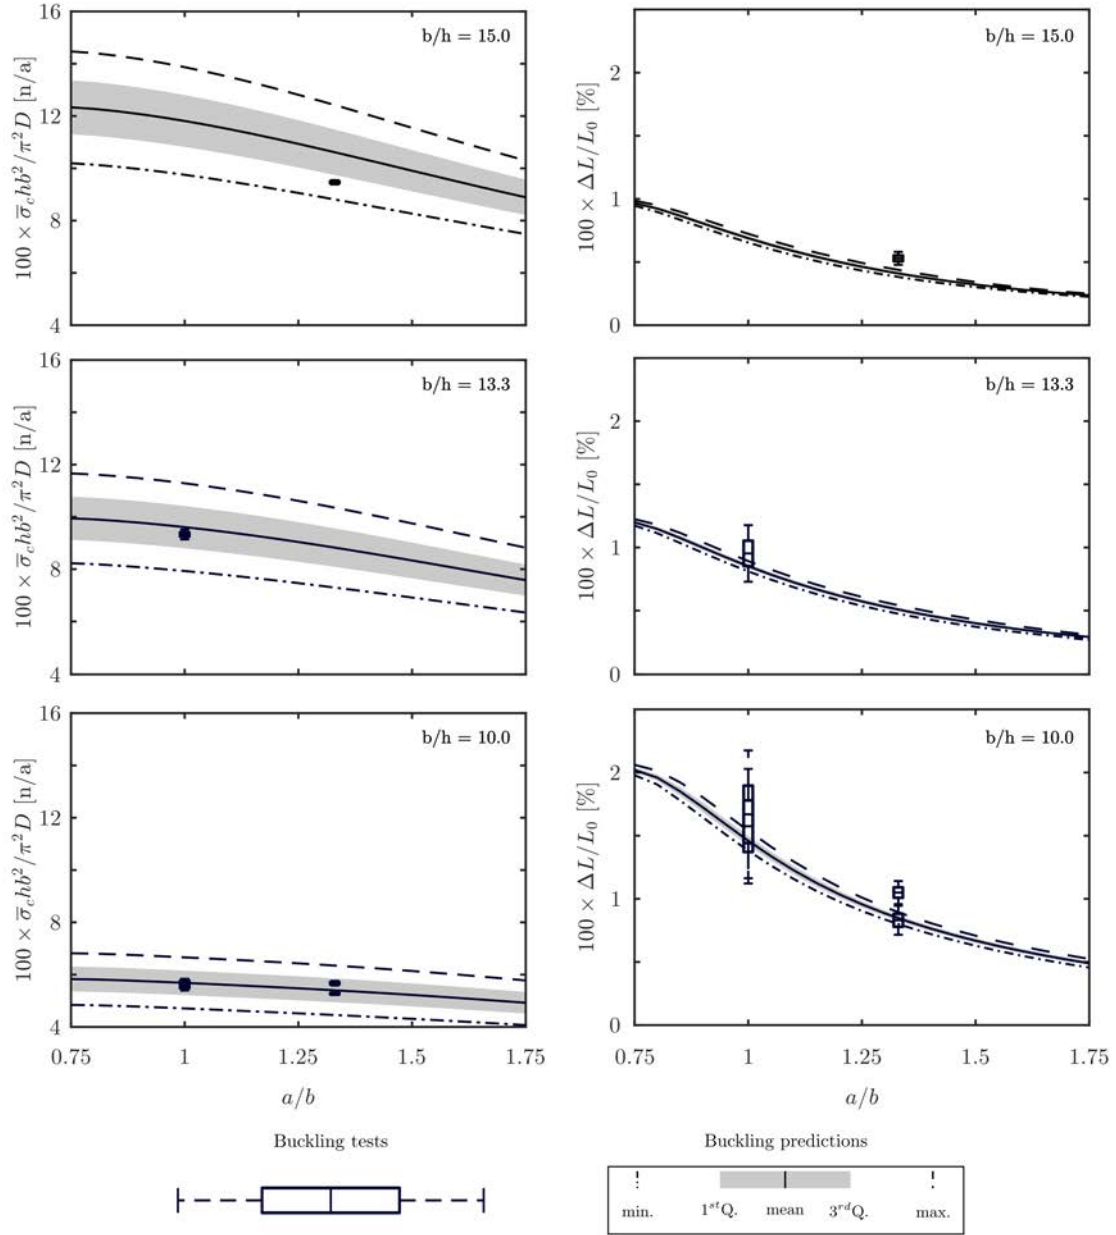 b/h = 15.0
16
12
8
4
100 × σ̅_c hb²/π²D [n/a]
b/h = 15.0
2
1
0
100 × ΔL/L₀ [%]
b/h = 13.3
16
12
8
4
100 × σ̅_c hb²/π²D [n/a]
b/h = 13.3
2
1
0
100 × ΔL/L₀ [%]
b/h = 10.0
16
12
8
4
100 × σ̅_c hb²/π²D [n/a]
0.75 1 1.25 1.5 1.75
a/b
b/h = 10.0
2
1
0
100 × ΔL/L₀ [%]
0.75 1 1.25 1.5 1.75
a/b
Buckling tests
Buckling predictions
min. 1ˢᵗQ. mean 3ʳᵈQ. max.